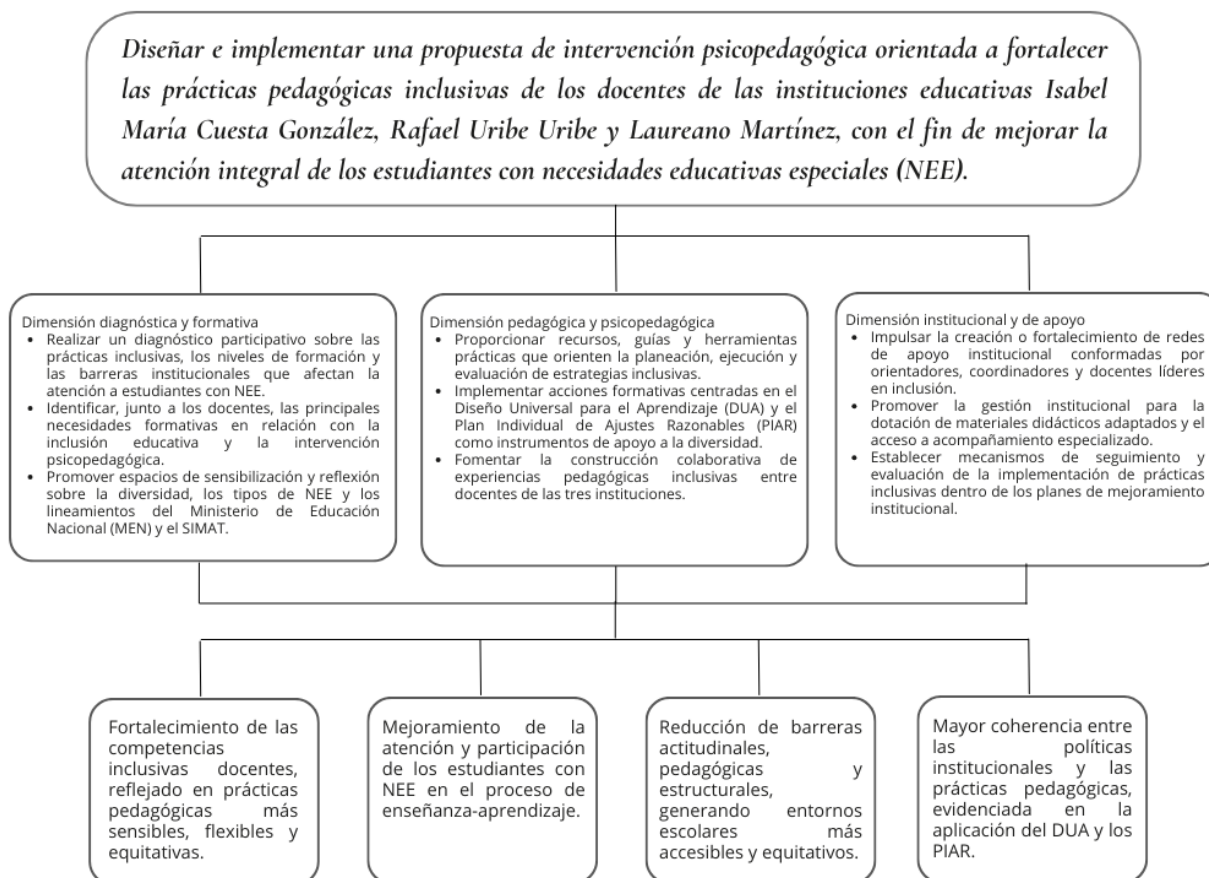 Diseñar e implementar una propuesta de intervención psicopedagógica orientada a fortalecer
las prácticas pedagógicas inclusivas de los docentes de las instituciones educativas Isabel
María Cuesta González, Rafael Uribe Uribe y Laureano Martínez, con el fin de mejorar la
atención integral de los estudiantes con necesidades educativas especiales (NEE).
Dimensión diagnóstica y formativa
• Realizar un diagnóstico participativo sobre las
prácticas inclusivas, los niveles de formación y
las barreras institucionales que afectan la
atención a estudiantes con NEE.
• Identificar, junto a los docentes, las principales
necesidades formativas en relación con la
inclusión educativa y la intervención
psicopedagógica.
• Promover espacios de sensibilización y reflexión
sobre la diversidad, los tipos de NEE y los
lineamientos del Ministerio de Educación
Nacional (MEN) y el SIMAT.
Dimensión pedagógica y psicopedagógica
• Proporcionar recursos, guías y herramientas
prácticas que orienten la planeación, ejecución y
evaluación de estrategias inclusivas.
• Implementar acciones formativas centradas en el
Diseño Universal para el Aprendizaje (DUA) y el
Plan Individual de Ajustes Razonables (PIAR)
como instrumentos de apoyo a la diversidad.
• Fomentar la construcción colaborativa de
experiencias pedagógicas inclusivas entre
docentes de las tres instituciones.
Dimensión institucional y de apoyo
• Impulsar la creación o fortalecimiento de redes
de apoyo institucional conformadas por
orientadores, coordinadores y docentes líderes
en inclusión.
• Promover la gestión institucional para la
dotación de materiales didácticos adaptados y el
acceso a acompañamiento especializado.
• Establecer mecanismos de seguimiento y
evaluación de la implementación de prácticas
inclusivas dentro de los planes de mejoramiento
institucional.
Fortalecimiento de las
competencias
inclusivas docentes,
reflejado en prácticas
pedagógicas más
sensibles, flexibles y
equitativas.
Mejoramiento de la
atención y participación
de los estudiantes con
NEE en el proceso de
enseñanza-aprendizaje.
Reducción de barreras
actitudinales,
pedagógicas y
estructurales,
generando entornos
escolares más
accesibles y equitativos.
Mayor coherencia entre
las políticas
institucionales y las
prácticas pedagógicas,
evidenciada en la
aplicación del DUA y los
PIAR.